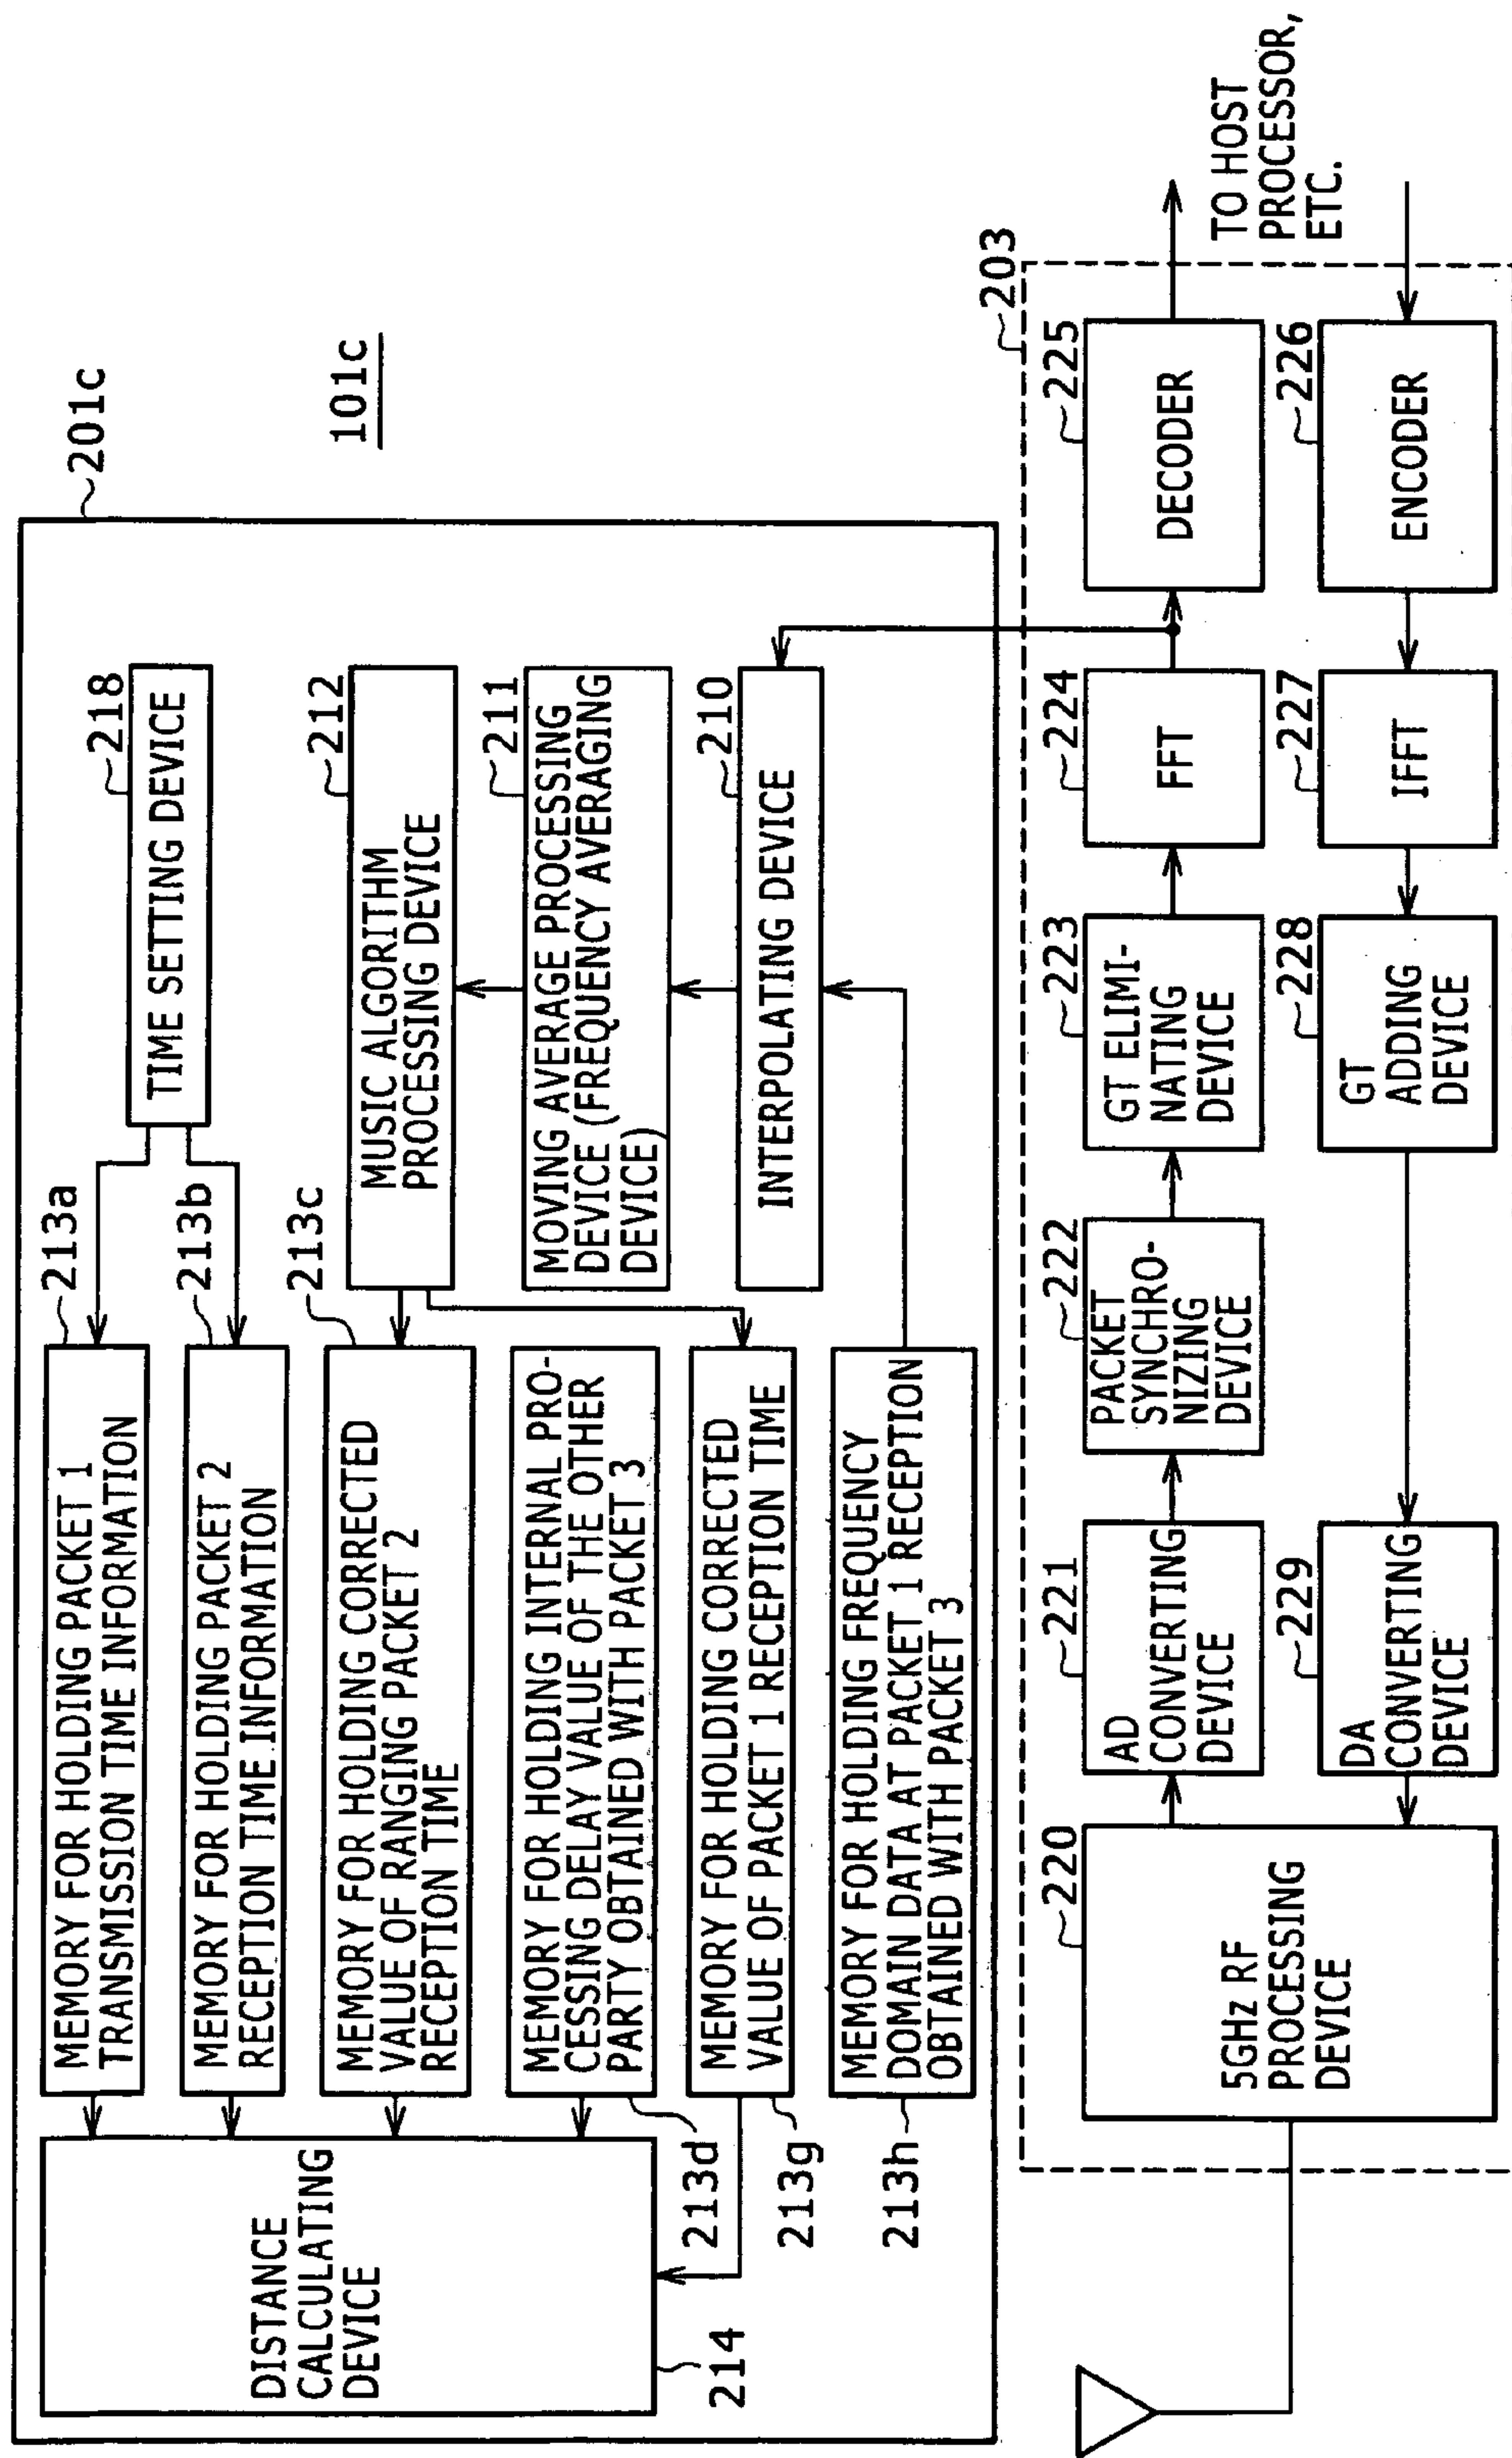 101c
201c
DISTANCE
CALCULATING
DEVICE
214
MEMORY FOR HOLDING PACKET 1
TRANSMISSION TIME INFORMATION
213a
MEMORY FOR HOLDING PACKET 2
RECEPTION TIME INFORMATION
213b
MEMORY FOR HOLDING CORRECTED
VALUE OF RANGING PACKET 2
RECEPTION TIME
213c
MEMORY FOR HOLDING INTERNAL PRO-
CESSING DELAY VALUE OF THE OTHER
PARTY OBTAINED WITH PACKET 3
213d
MEMORY FOR HOLDING CORRECTED
VALUE OF PACKET 1 RECEPTION TIME
213g
MEMORY FOR HOLDING FREQUENCY
DOMAIN DATA AT PACKET 1 RECEPTION
OBTAINED WITH PACKET 3
213h
218
TIME SETTING DEVICE
212
MUSIC ALGORITHM
PROCESSING DEVICE
211
MOVING AVERAGE PROCESSING
DEVICE (FREQUENCY AVERAGING
DEVICE)
210
INTERPOLATING DEVICE
203
220
5GHz RF
PROCESSING
DEVICE
221
AD
CONVERTING
DEVICE
222
PACKET
SYNCHRO-
NIZING
DEVICE
223
GT ELIMI-
NATING
DEVICE
224
FFT
225
DECODER
TO HOST
PROCESSOR,
ETC.
229
DA
CONVERTING
DEVICE
228
GT
ADDING
DEVICE
227
IFFT
226
ENCODER